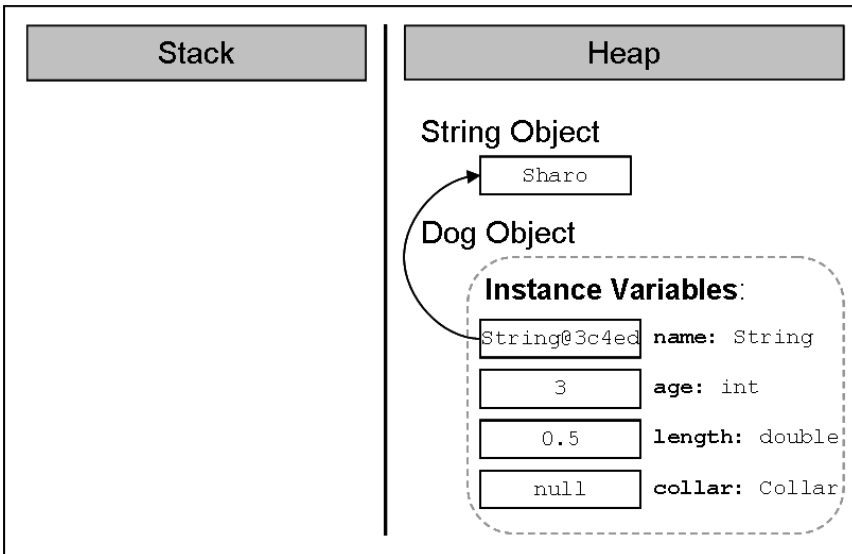 Stack
Heap
String Object
Sharo
Dog Object
Instance Variables:
String@3c4ed name: String
3 age: int
0.5 length: double
null collar: Collar